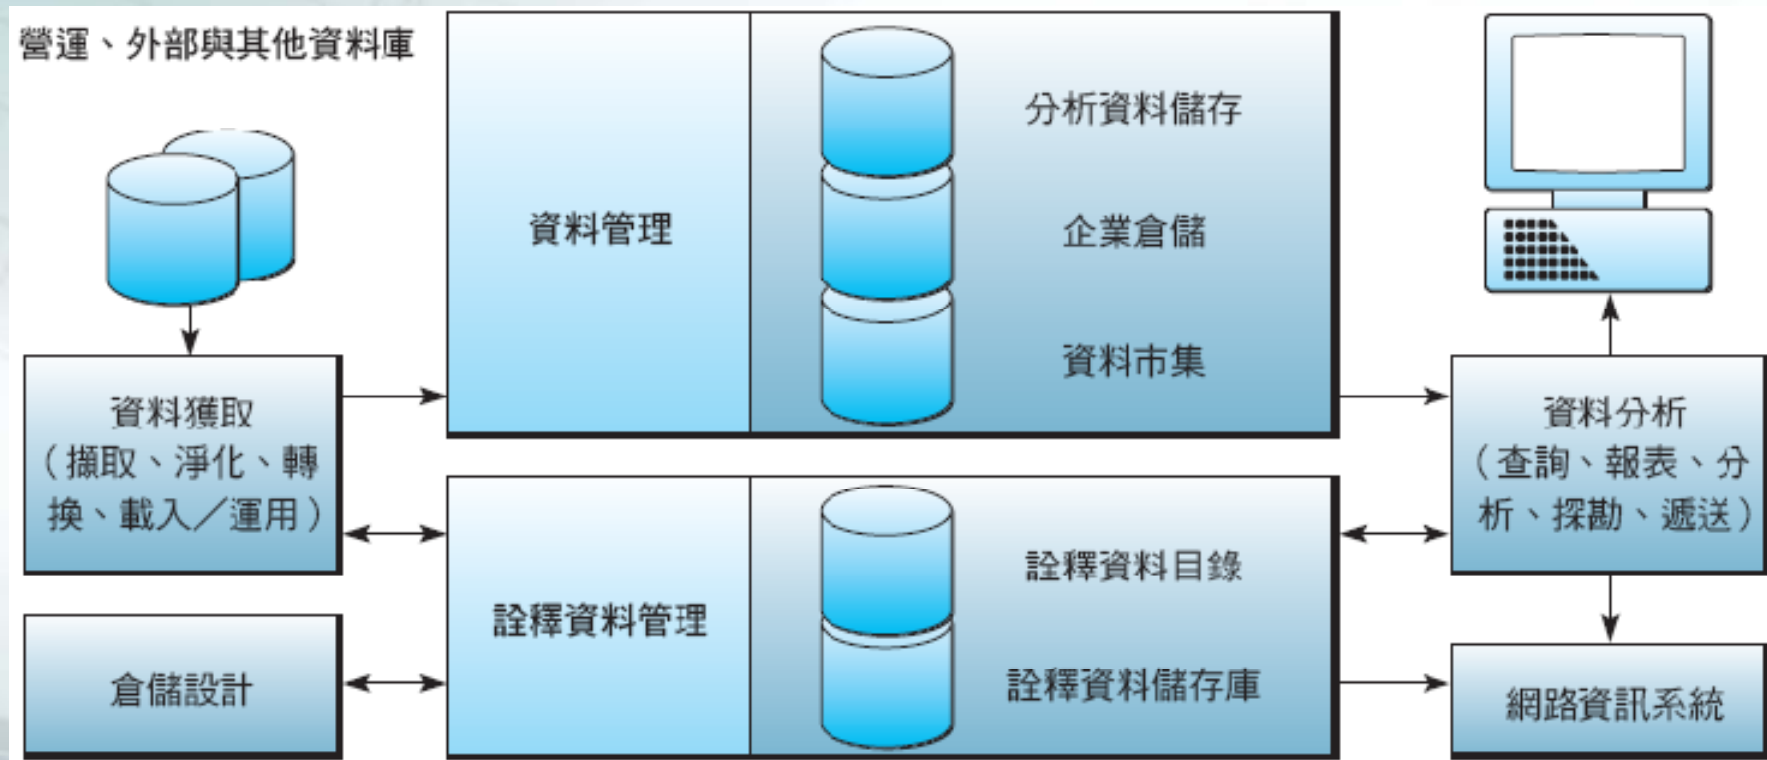 營運、外部與其他資料庫
資料獲取
（擷取、淨化、轉
換、載入／運用）
倉儲設計
資料管理
分析資料儲存
企業倉儲
資料市集
詮釋資料管理
詮釋資料目錄
詮釋資料儲存庫
資料分析
（查詢、報表、分
析、探勘、遞送）
網路資訊系統